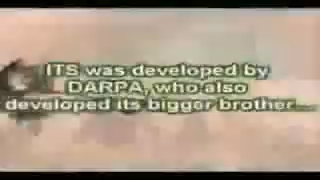 ITS was developed by
DARPA, who also
developed its bigger brother...